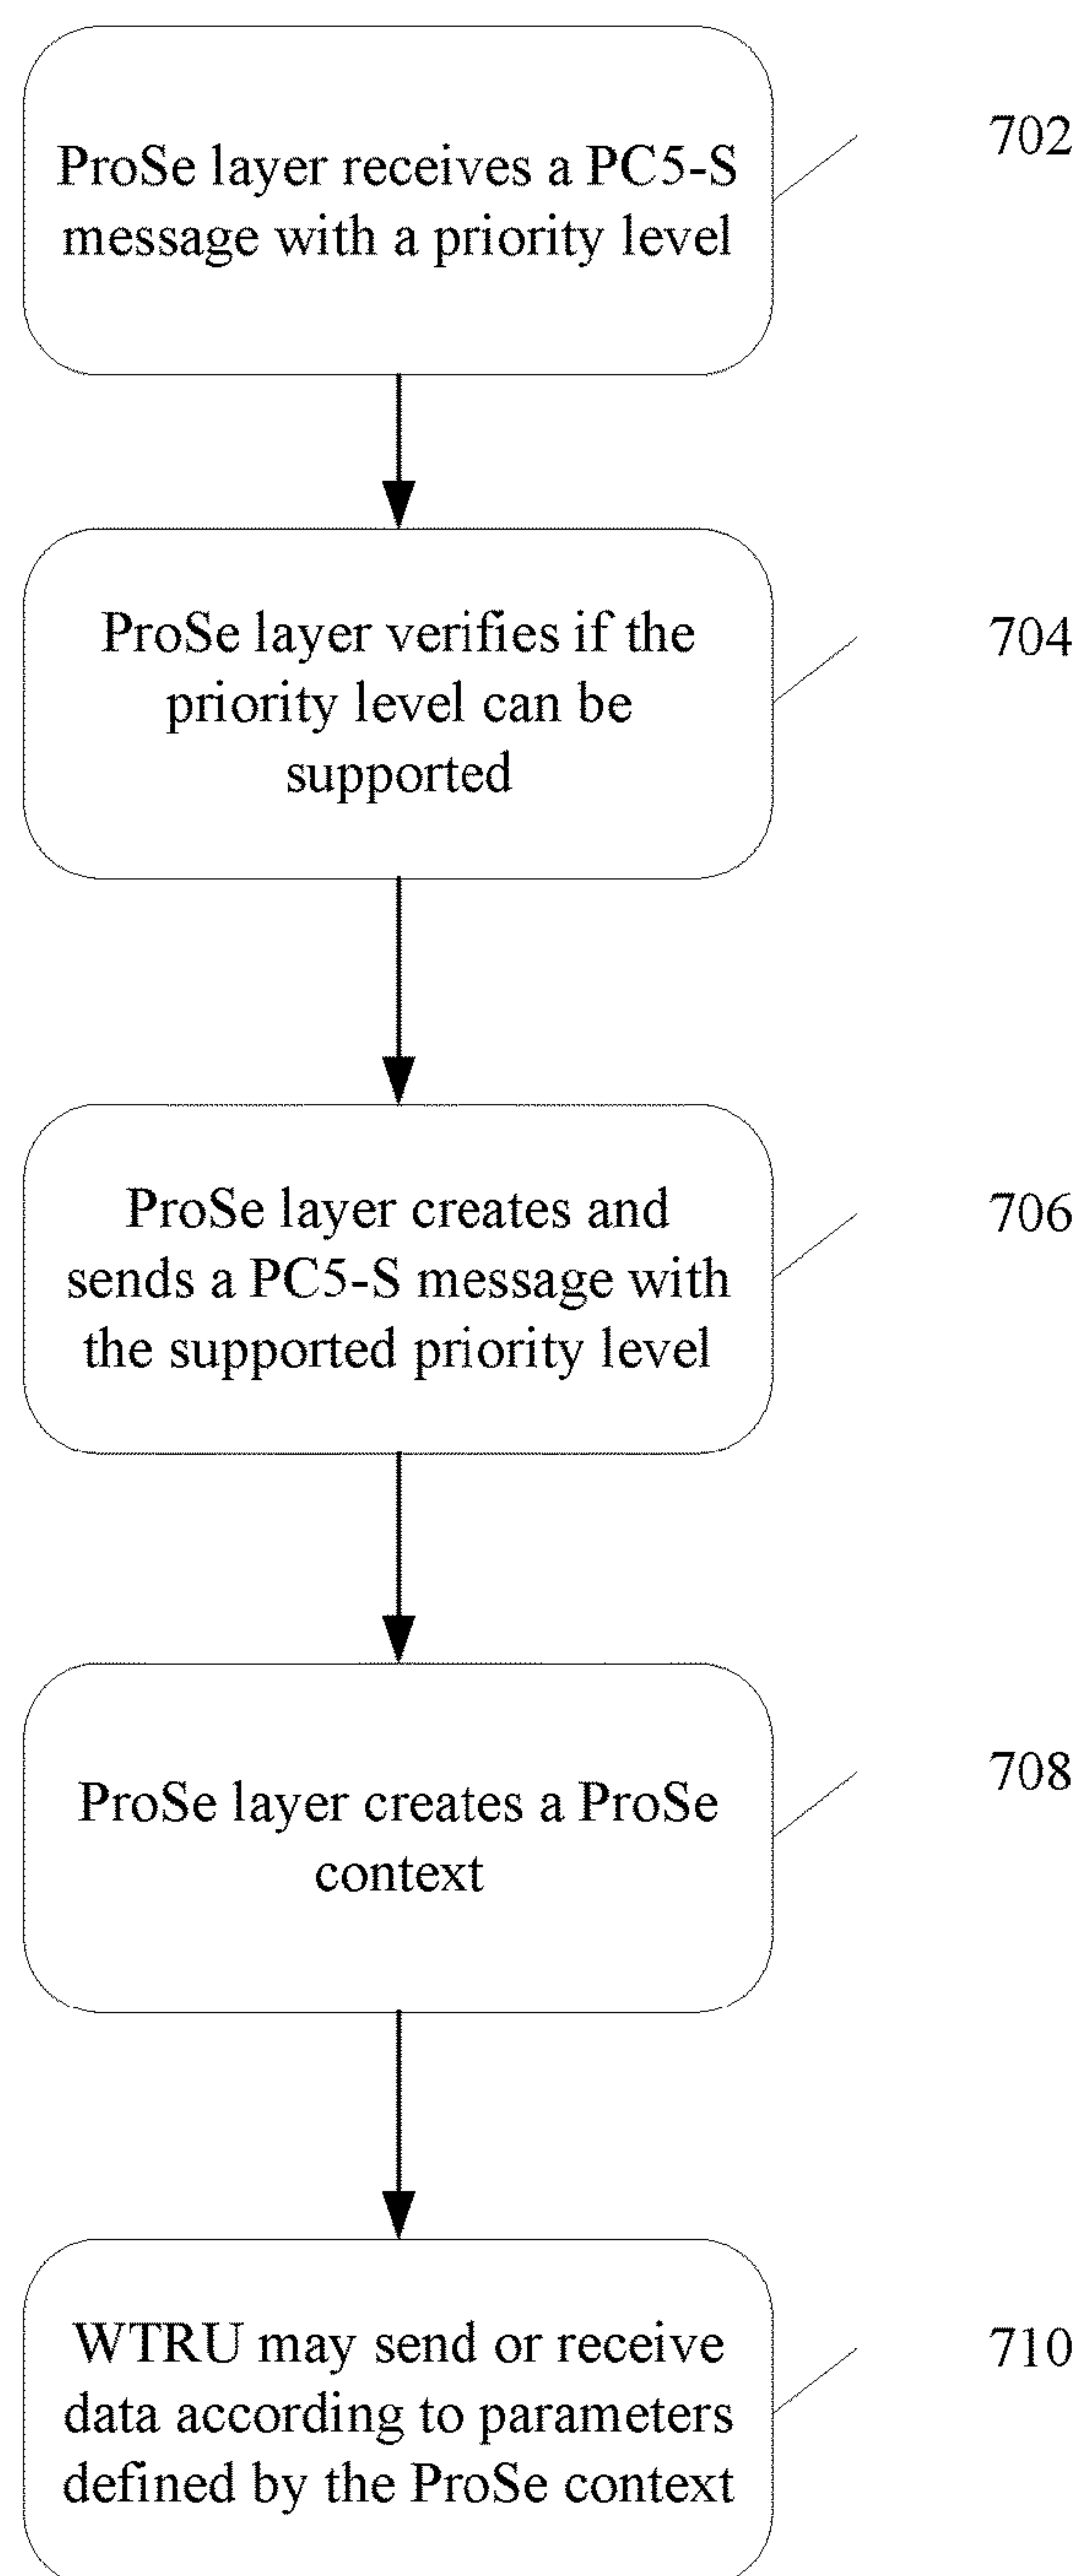 ProSe layer receives a PC5-S
message with a priority level
702
ProSe layer verifies if the
priority level can be
supported
704
ProSe layer creates and
sends a PC5-S message with
the supported priority level
706
ProSe layer creates a ProSe
context
708
WTRU may send or receive
data according to parameters
defined by the ProSe context
710